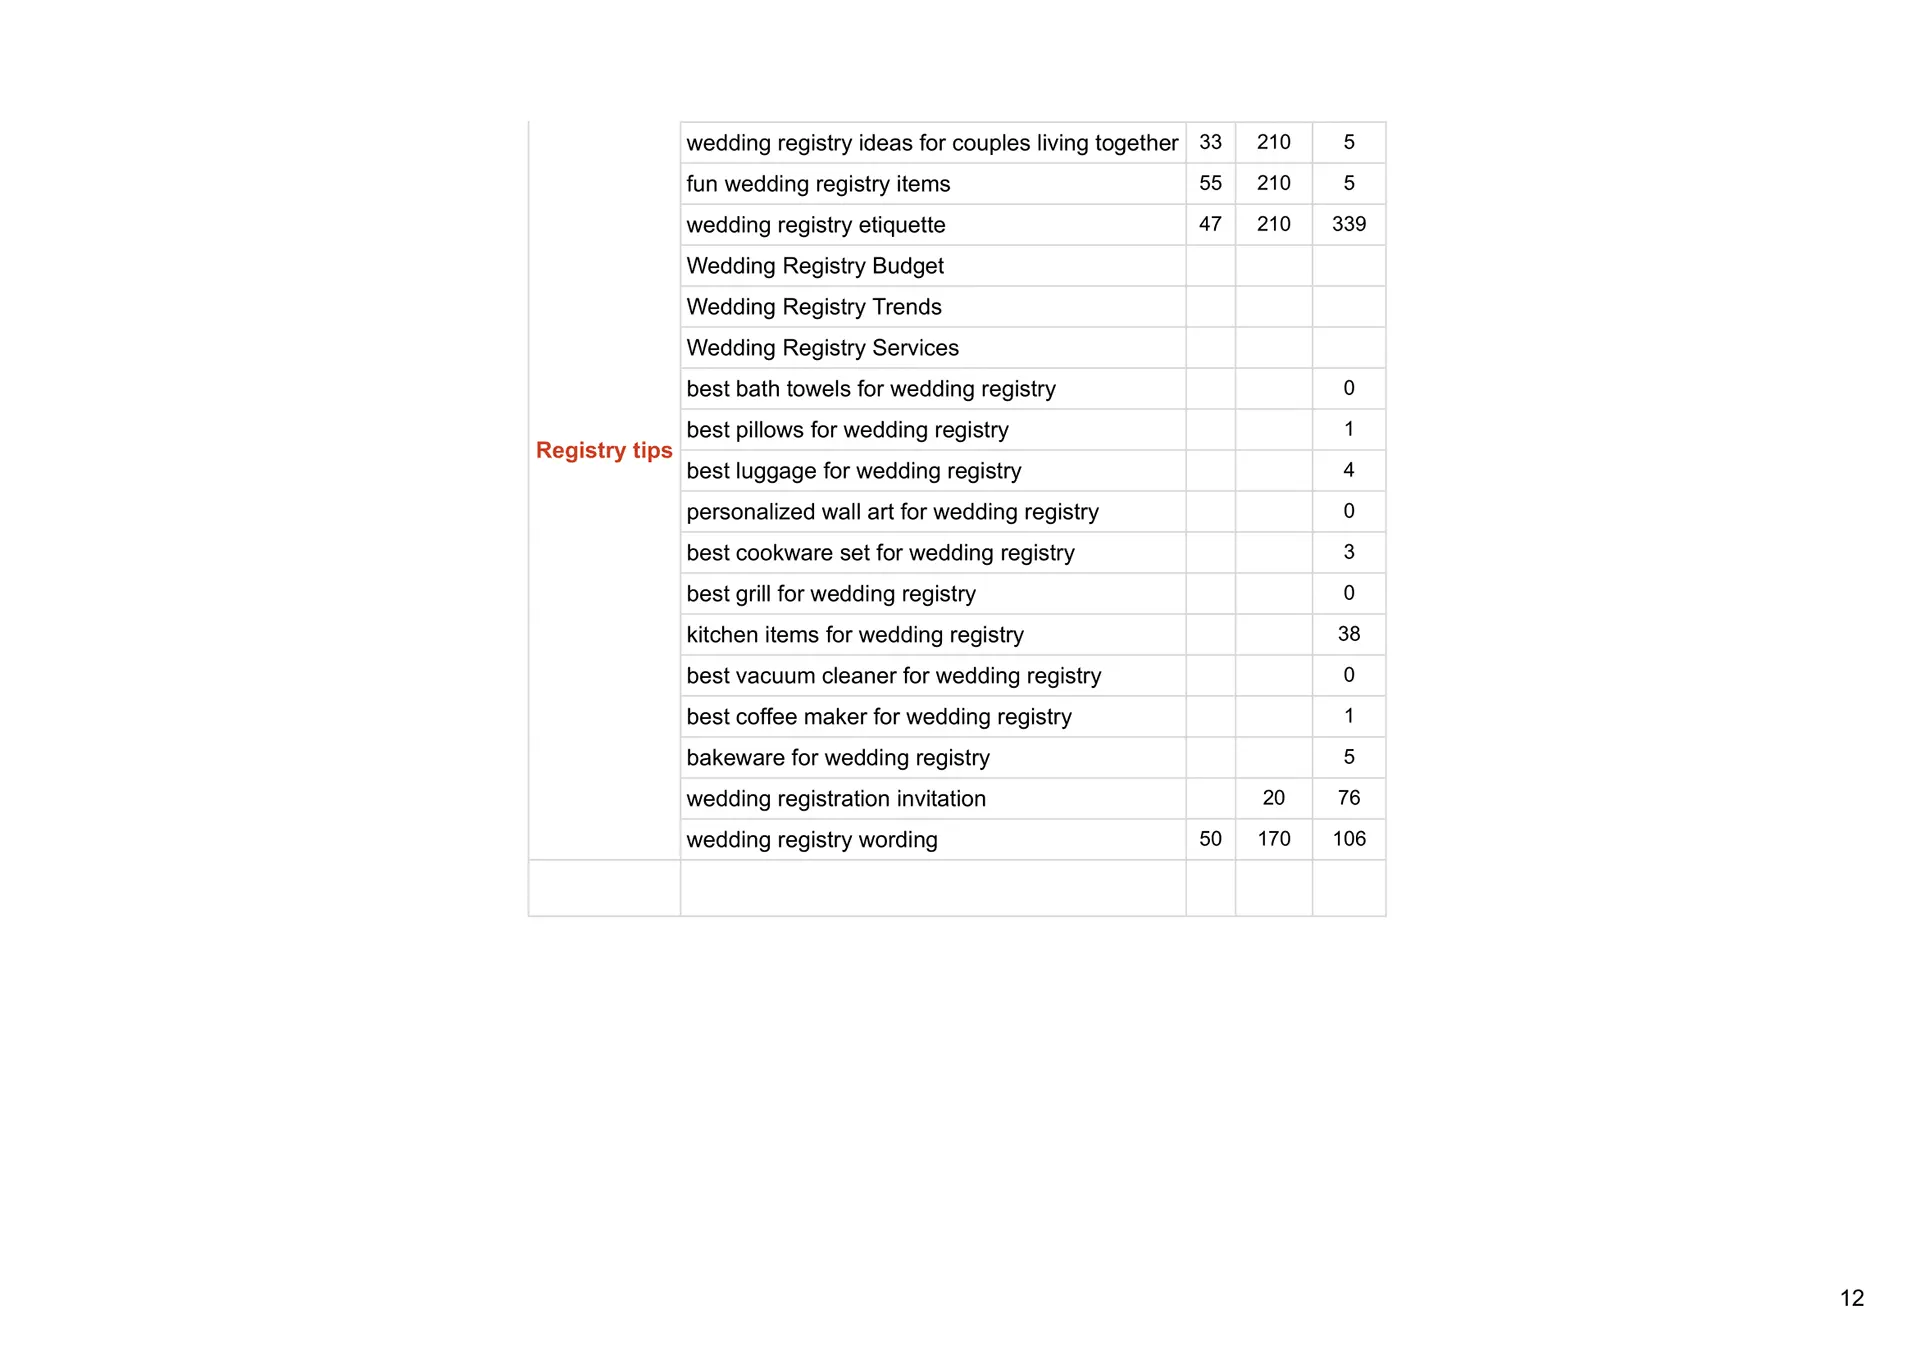 wedding registry ideas for couples living together 33 210 5
fun wedding registry items 55 210 5
wedding registry etiquette 47 210 339
Wedding Registry Budget
Wedding Registry Trends
Wedding Registry Services
best bath towels for wedding registry 0
best pillows for wedding registry 1
Registry tips
best luggage for wedding registry 4
personalized wall art for wedding registry 0
best cookware set for wedding registry 3
best grill for wedding registry 0
kitchen items for wedding registry 38
best vacuum cleaner for wedding registry 0
best coffee maker for wedding registry 1
bakeware for wedding registry 5
wedding registration invitation 20 76
wedding registry wording 50 170 106
12